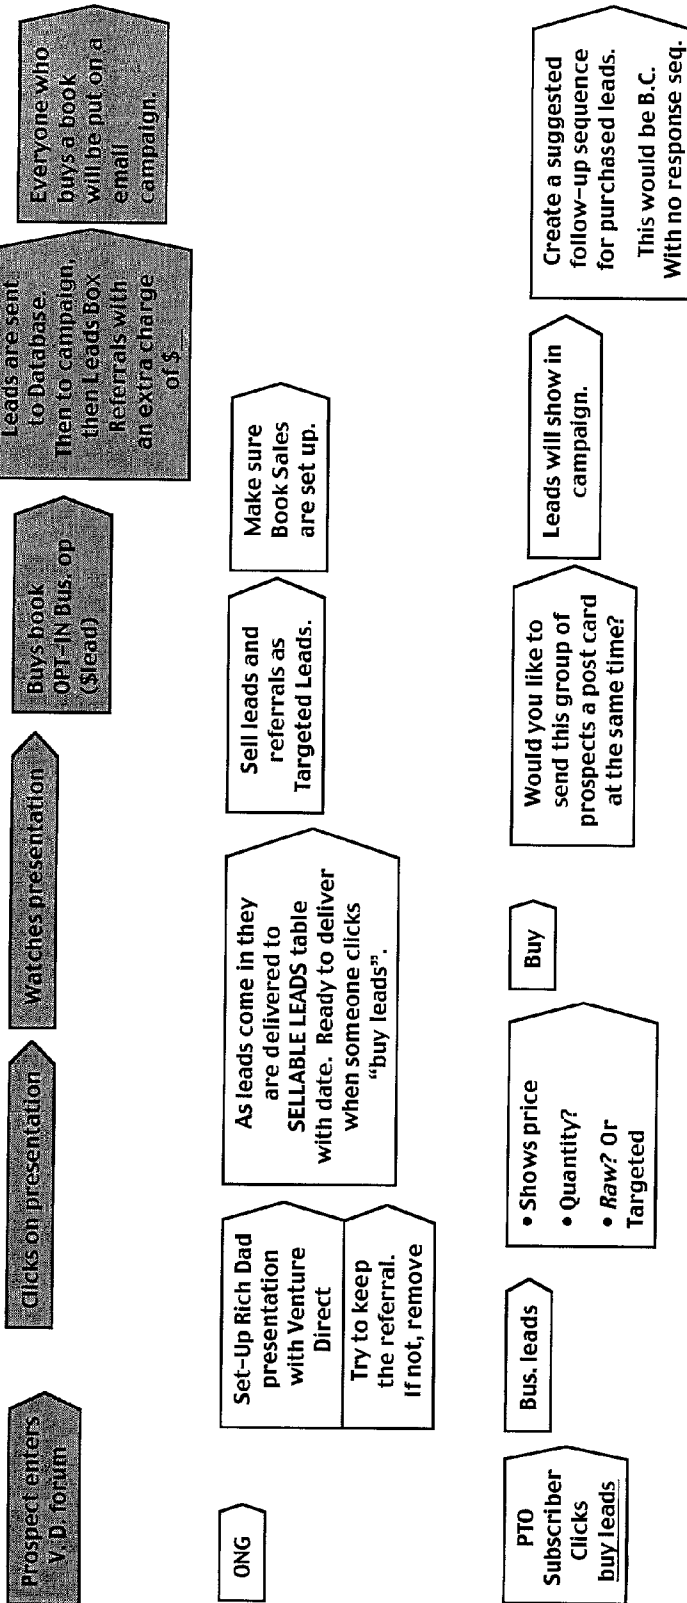 Prospect enters
V. D. forum
Clicks on presentation
Watches presentation
Buys book
OPT-IN Bus. op
($lead)
Leads are sent
to Database.
Then to campaign,
then Leads Box
Referrals with
an extra charge
of $__
Everyone who
buys a book
will be put on a
email
campaign.
ONG
Set-Up Rich Dad
presentation
with Venture
Direct
Try to keep
the referral.
If not, remove
As leads come in they
are delivered to
SELLABLE LEADS table
with date. Ready to deliver
when someone clicks
“buy leads”.
Sell leads and
referrals as
Targeted Leads.
Make sure
Book Sales
are set up.
PTO
Subscriber
Clicks
buy leads
Bus. leads
• Shows price
• Quantity?
• Raw? Or
Targeted
Buy
Would you like to
send this group of
prospects a post card
at the same time?
Leads will show in
campaign.
Create a suggested
follow-up sequence
for purchased leads.
This would be B.C.
With no response seq.